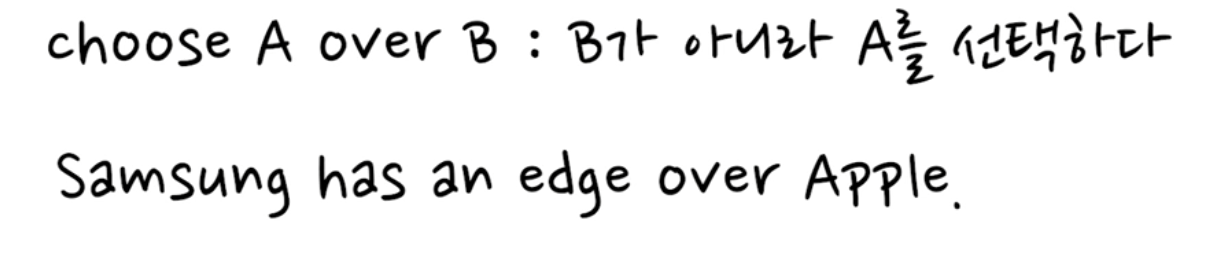 choose A over B : B가 아니라 A를 선택하다
Samsung has an edge over Apple.